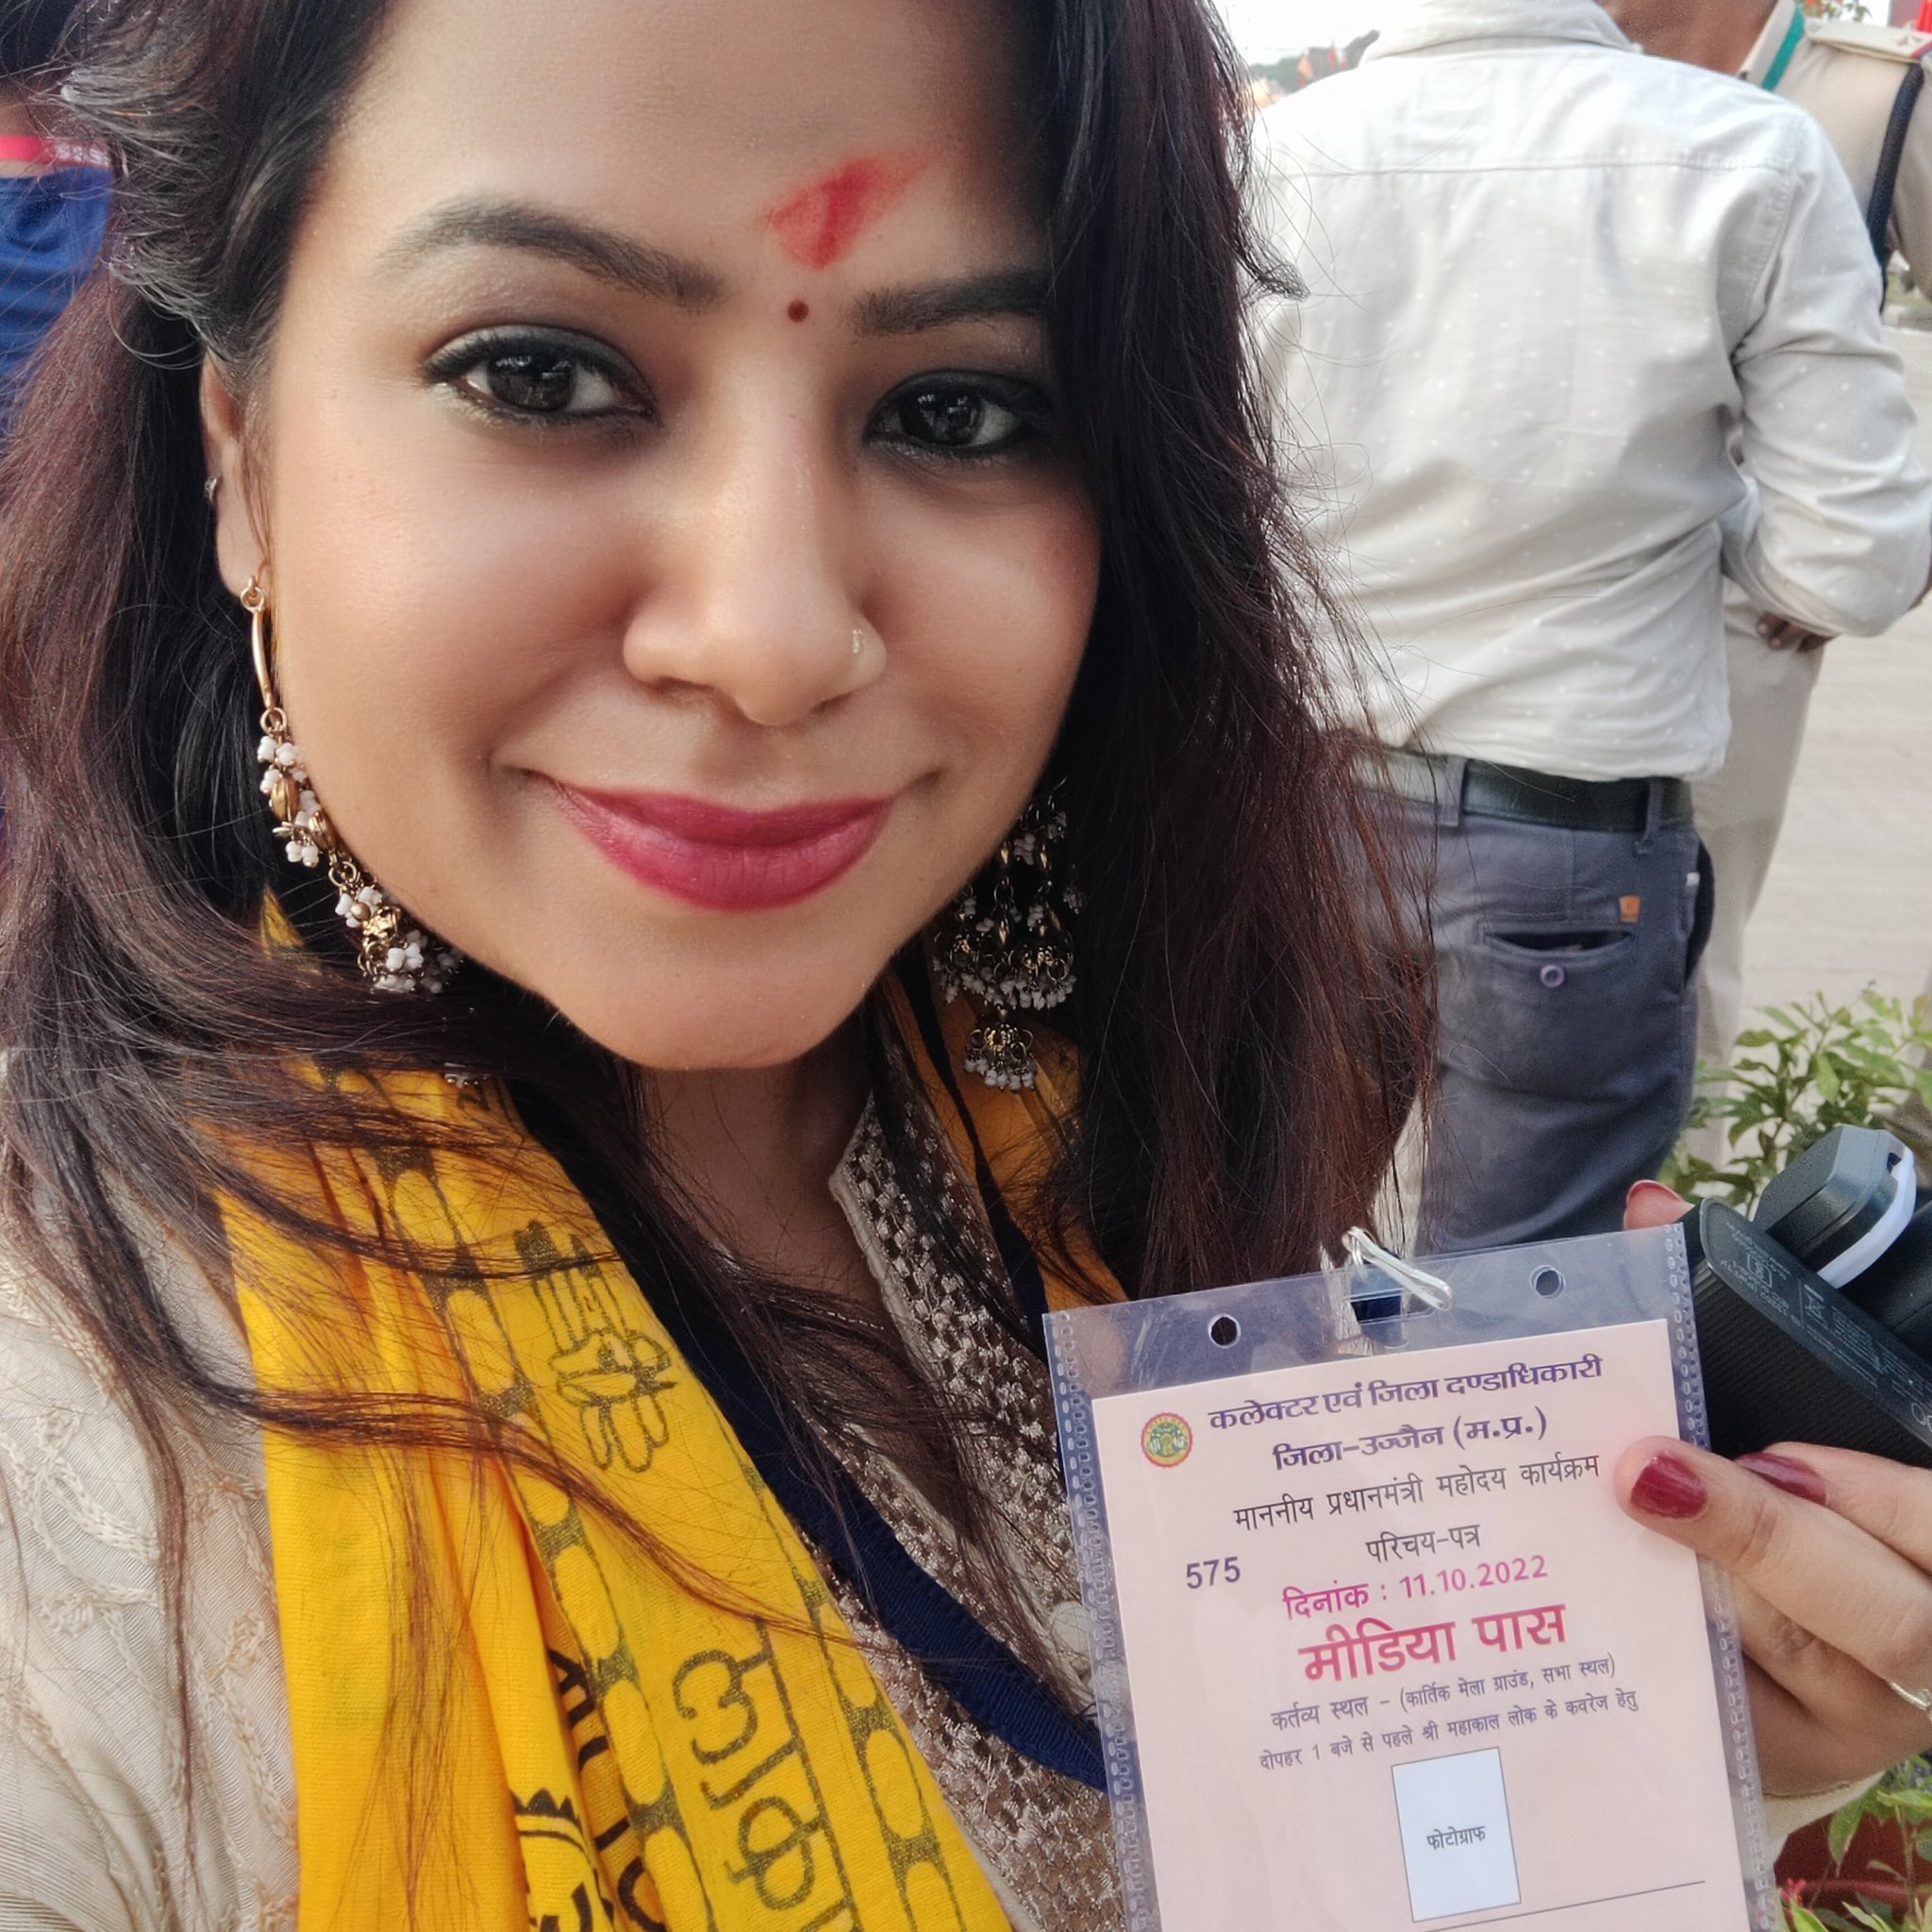 कलेक्टर एवं जिला दण्डाधिकारी
जिला-उज्जैन (म.प्र.)
माननीय प्रधानमंत्री महोदय कार्यक्रम
परिचय-पत्र
575
दिनांक : 11.10.2022
मीडिया पास
कर्तव्य स्थल - (कार्तिक मेला ग्राउंड, सभा स्थल)
दोपहर 1 बजे से पहले श्री महाकाल लोक के कवरेज हेतु
फोटोग्राफ